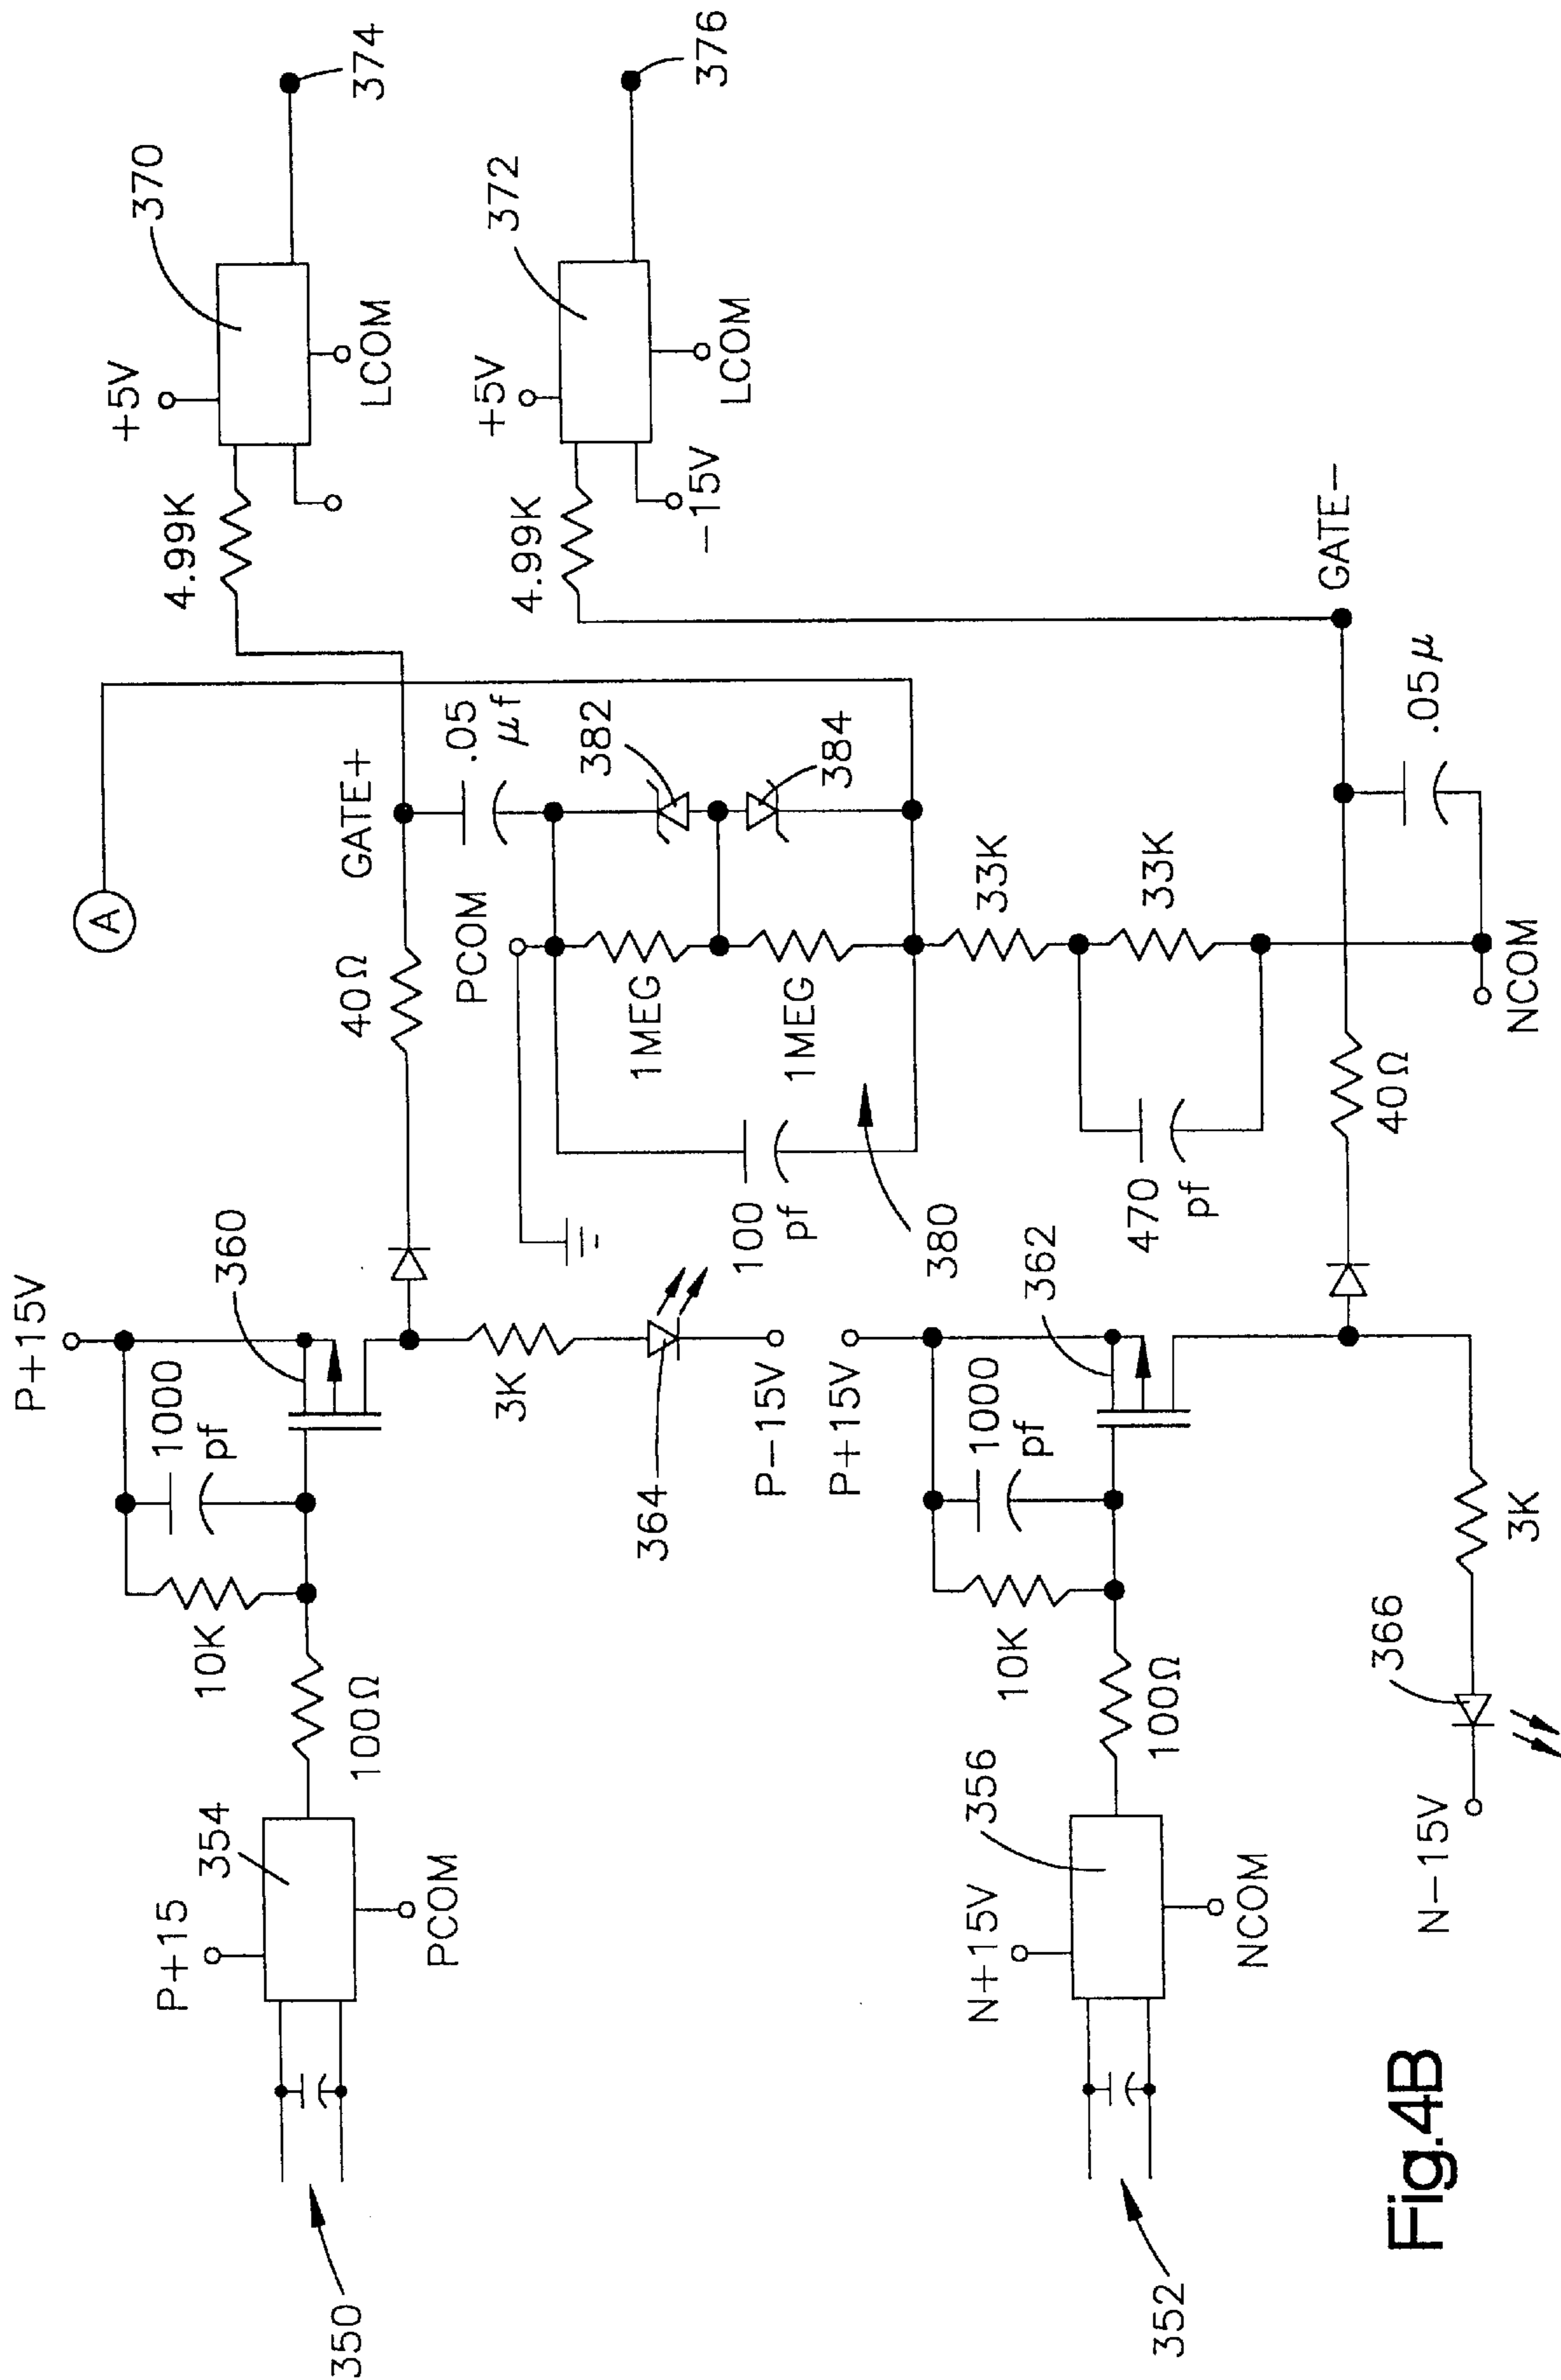 350
P+15
354
PCOM
100Ω
10K
1000
pf
P+15V
360
3K
364
P-15V
40Ω
GATE+
A
4.99K
+5V
370
LCOM
374
PCOM
.05
μf
382
384
1MEG
1MEG
100
pf
380
33K
33K
470
pf
4.99K
+5V
372
-15V
LCOM
376
352
N+15V
356
NCOM
100Ω
10K
1000
pf
P+15V
362
3K
366
N-15V
40Ω
NCOM
.05μ
GATE-
Fig.4B